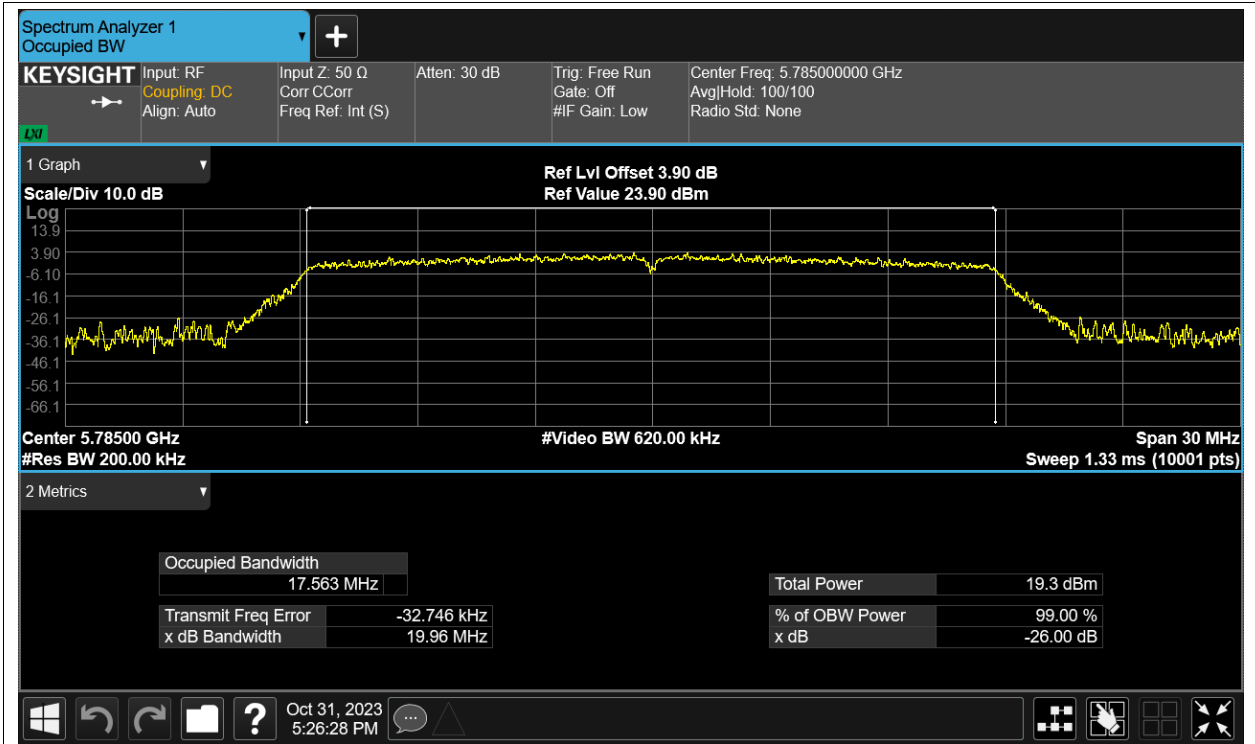 Spectrum Analyzer 1
Occupied BW
KEYSIGHT
LXI
Input: RF
Coupling: DC
Align: Auto
Input Z: 50 Ω
Corr CCorr
Freq Ref: Int (S)
Atten: 30 dB
Trig: Free Run
Gate: Off
#IF Gain: Low
Center Freq: 5.785000000 GHz
Avg|Hold: 100/100
Radio Std: None
1 Graph
Scale/Div 10.0 dB
Ref Lvl Offset 3.90 dB
Ref Value 23.90 dBm
Log
13.9
3.90
-6.10
-16.1
-26.1
-36.1
-46.1
-56.1
-66.1
Center 5.78500 GHz
#Res BW 200.00 kHz
#Video BW 620.00 kHz
Span 30 MHz
Sweep 1.33 ms (10001 pts)
2 Metrics
Occupied Bandwidth
17.563 MHz
Transmit Freq Error -32.746 kHz
x dB Bandwidth 19.96 MHz
Total Power 19.3 dBm
% of OBW Power 99.00 %
x dB -26.00 dB
?
Oct 31, 2023
5:26:28 PM